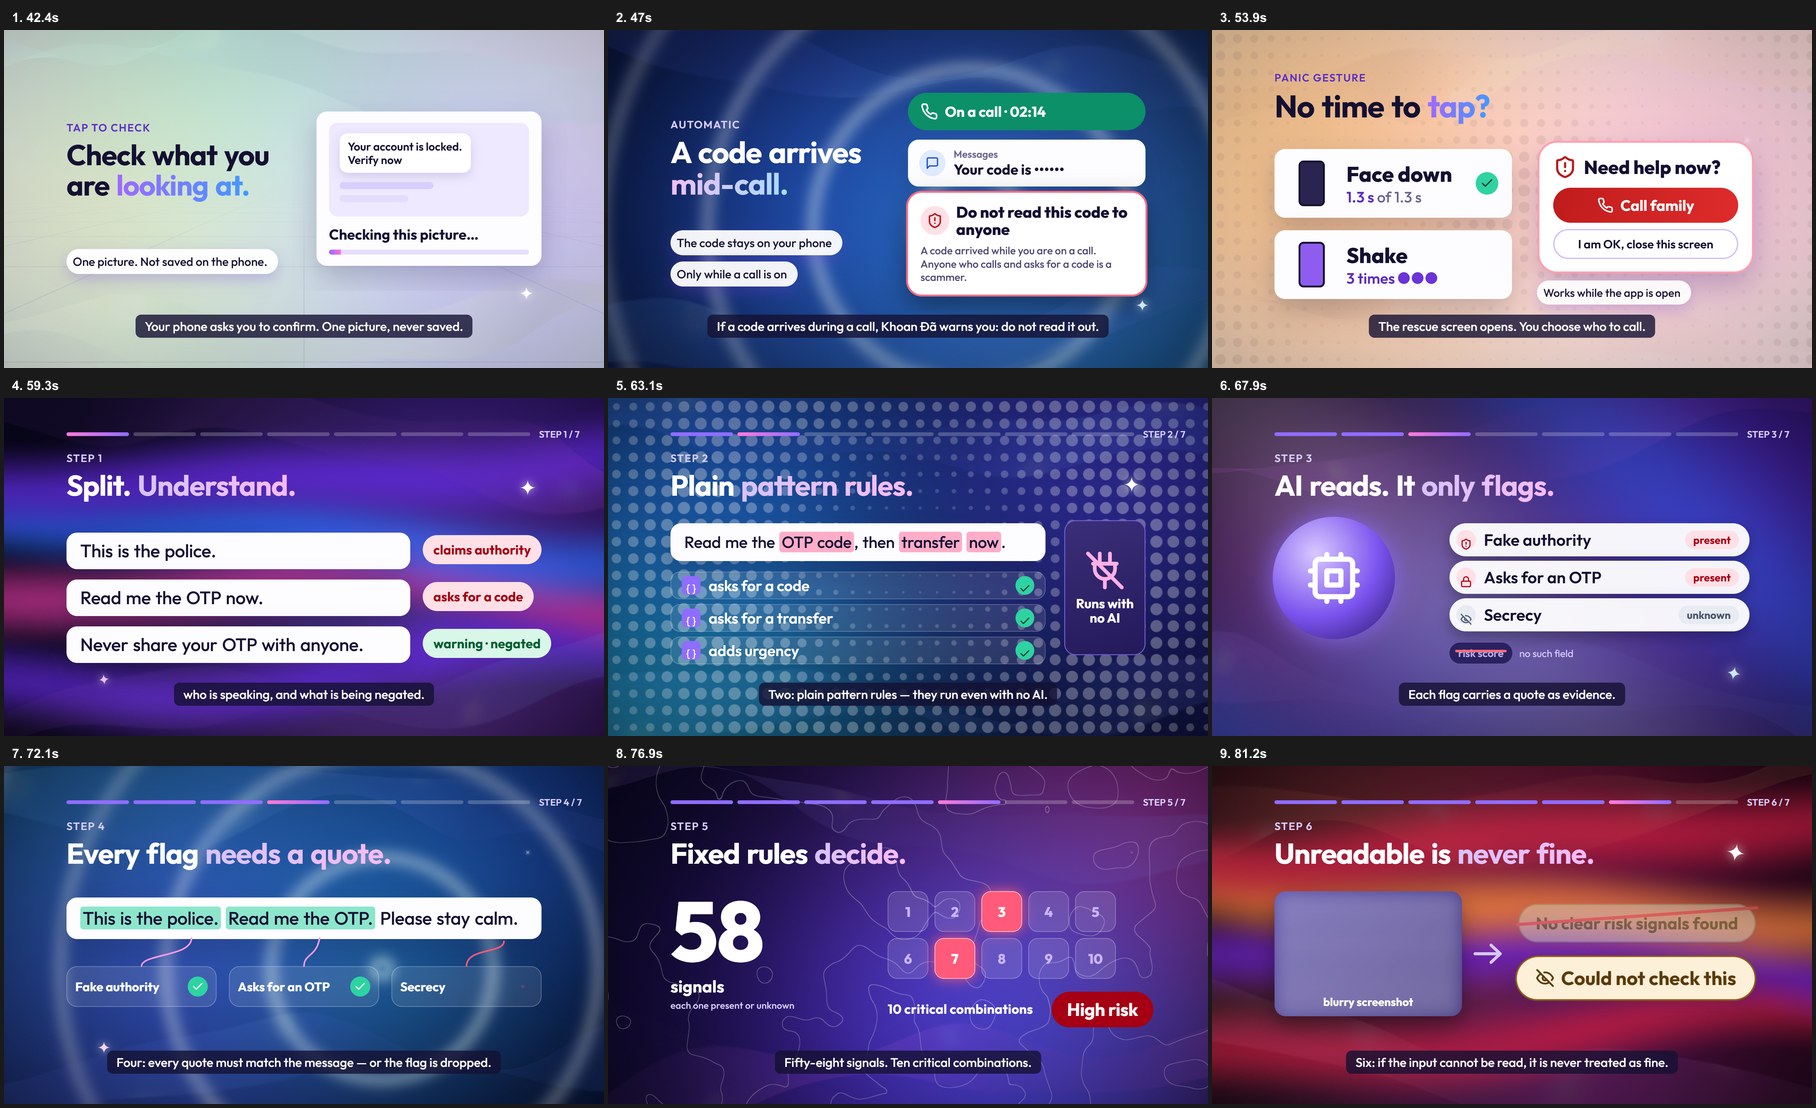 1. 42.4s
TAP TO CHECK
Check what you
are looking at.
One picture. Not saved on the phone.
Your account is locked.
Verify now
Checking this picture...
Your phone asks you to confirm. One picture, never saved.
2. 47s
AUTOMATIC
A code arrives
mid-call.
The code stays on your phone
Only while a call is on
On a call · 02:14
Messages
Your code is ••••••
Do not read this code to
anyone
A code arrived while you are on a call.
Anyone who calls and asks for a code is a
scammer.
If a code arrives during a call, Khoan Đã warns you: do not read it out.
3. 53.9s
PANIC GESTURE
No time to tap?
Face down
1.3 s of 1.3 s
Shake
3 times
Need help now?
Call family
I am OK, close this screen
Works while the app is open
The rescue screen opens. You choose who to call.
4. 59.3s
STEP 1 / 7
STEP 1
Split. Understand.
This is the police.
claims authority
Read me the OTP now.
asks for a code
Never share your OTP with anyone.
warning · negated
who is speaking, and what is being negated.
5. 63.1s
STEP 2 / 7
STEP 2
Plain pattern rules.
Read me the OTP code, then transfer now.
{ } asks for a code
{ } asks for a transfer
{ } adds urgency
Runs with
no AI
Two: plain pattern rules — they run even with no AI.
6. 67.9s
STEP 3 / 7
STEP 3
AI reads. It only flags.
Fake authority
present
Asks for an OTP
present
Secrecy
unknown
risk score
no such field
Each flag carries a quote as evidence.
7. 72.1s
STEP 4 / 7
STEP 4
Every flag needs a quote.
This is the police. Read me the OTP. Please stay calm.
Fake authority
Asks for an OTP
Secrecy
Four: every quote must match the message — or the flag is dropped.
8. 76.9s
STEP 5 / 7
STEP 5
Fixed rules decide.
58
signals
each one present or unknown
1 2 3 4 5
6 7 8 9 10
10 critical combinations
High risk
Fifty-eight signals. Ten critical combinations.
9. 81.2s
STEP 6 / 7
STEP 6
Unreadable is never fine.
blurry screenshot
No clear risk signals found
Could not check this
Six: if the input cannot be read, it is never treated as fine.